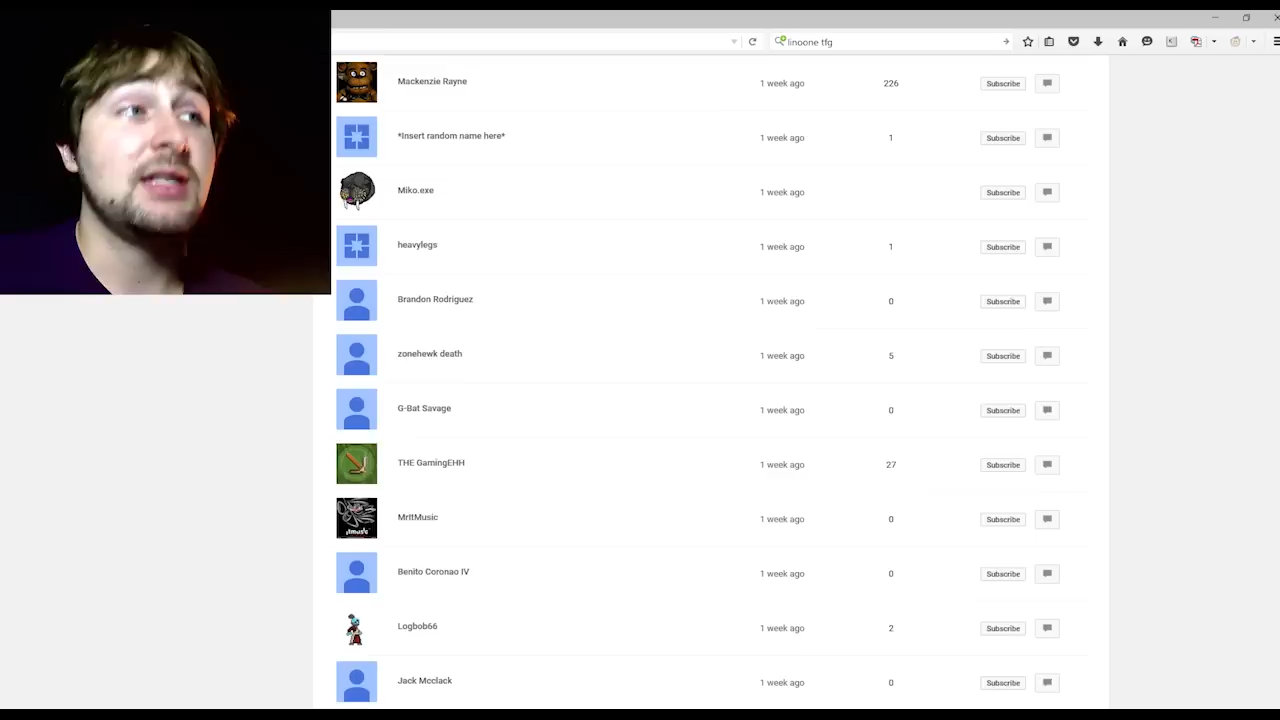 linoone tfg
Mackenzie Rayne 1 week ago 226 Subscribe
*Insert random name here* 1 week ago 1 Subscribe
Miko.exe 1 week ago Subscribe
heavylegs 1 week ago 1 Subscribe
Brandon Rodriguez 1 week ago 0 Subscribe
zonehewk death 1 week ago 5 Subscribe
G-Bat Savage 1 week ago 0 Subscribe
THE GamingEHH 1 week ago 27 Subscribe
MrItMusic 1 week ago 0 Subscribe
Benito Coronao IV 1 week ago 0 Subscribe
Logbob66 1 week ago 2 Subscribe
Jack Mcclack 1 week ago 0 Subscribe